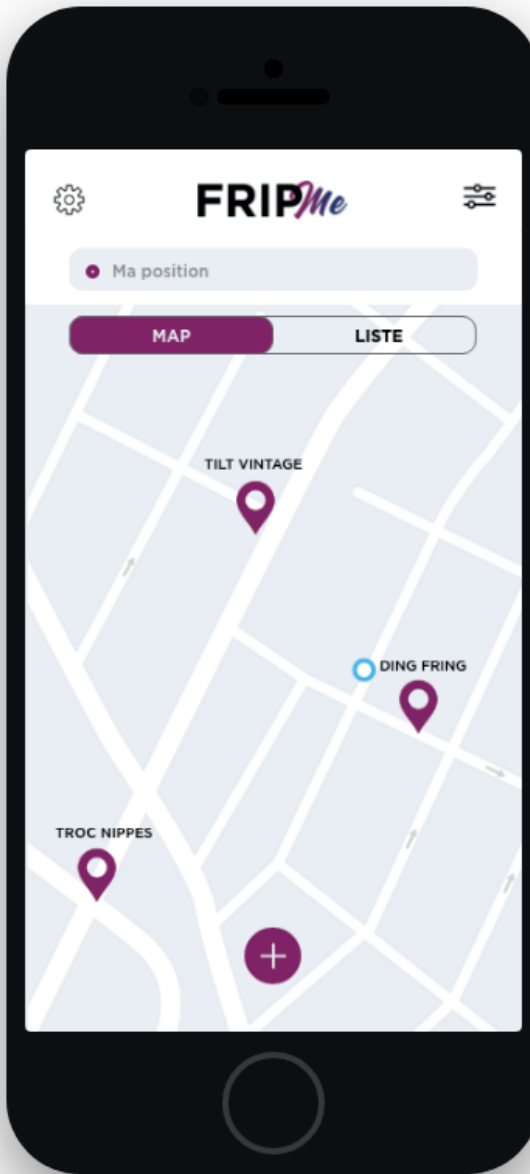 FRIPMe
Ma position
MAP LISTE
TILT VINTAGE
DING FRING
TROC NIPPES